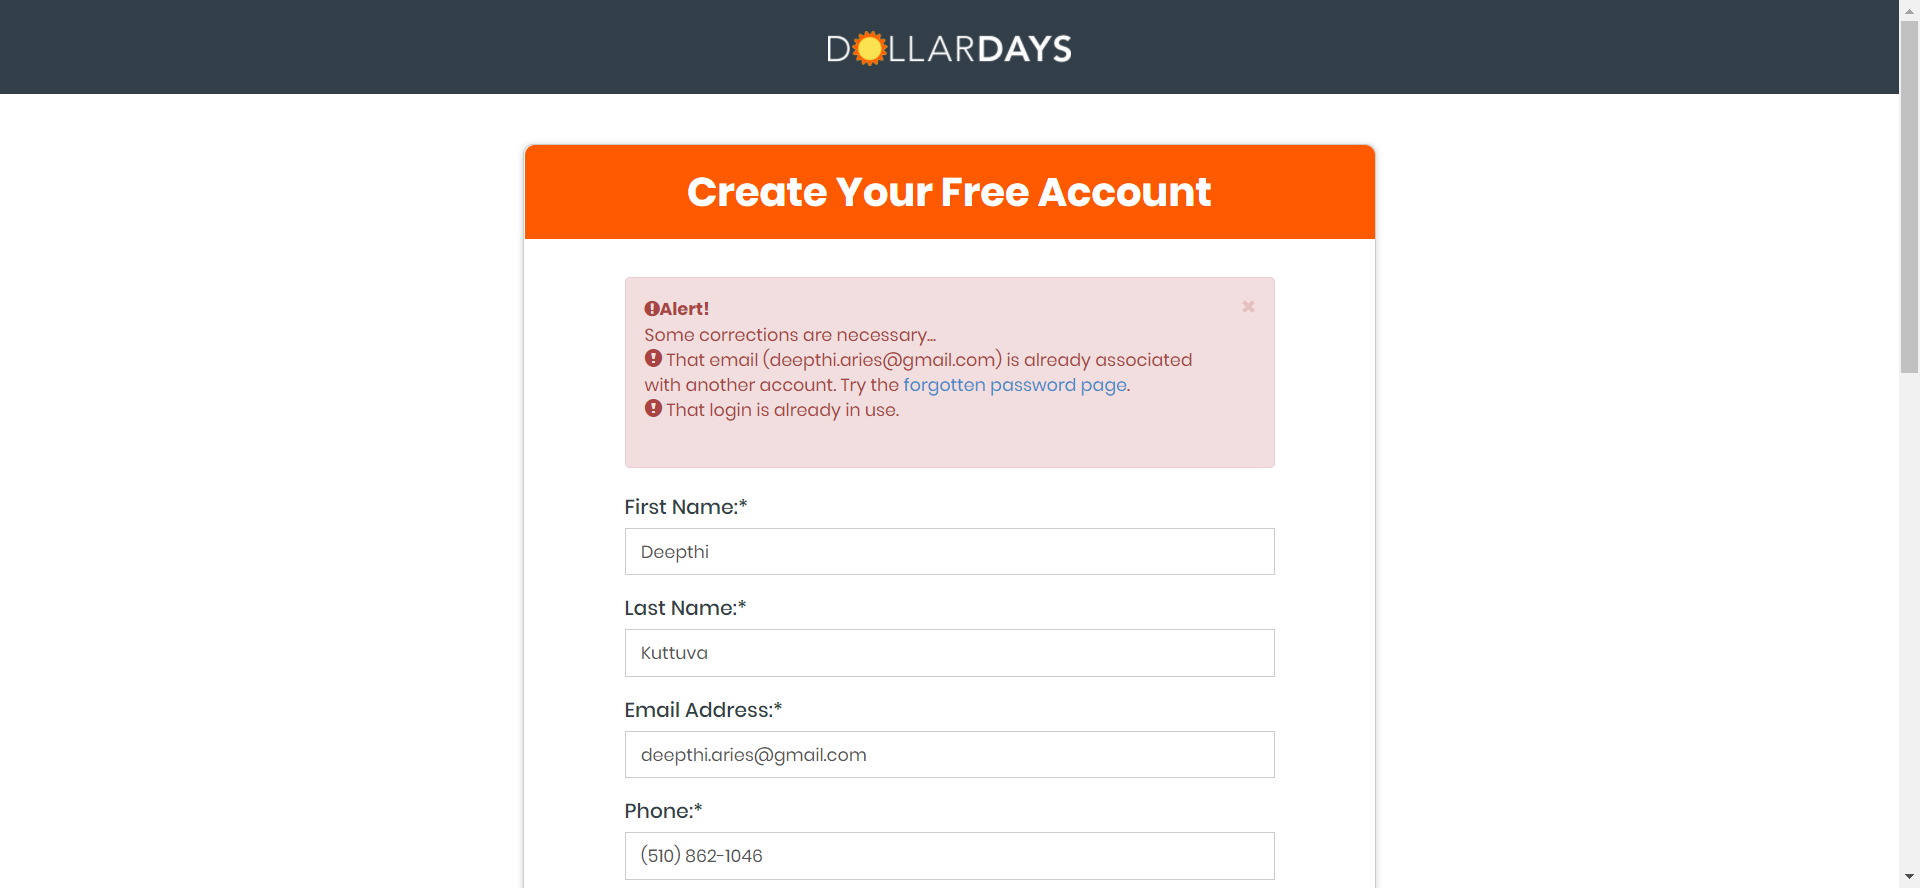 DOLLARDAYS
Create Your Free Account
Alert!
Some corrections are necessary...
That email (deepthi.aries@gmail.com) is already associated
with another account. Try the forgotten password page.
That login is already in use.
First Name:*
Deepthi
Last Name:*
Kuttuva
Email Address:*
deepthi.aries@gmail.com
Phone:*
(510) 862-1046